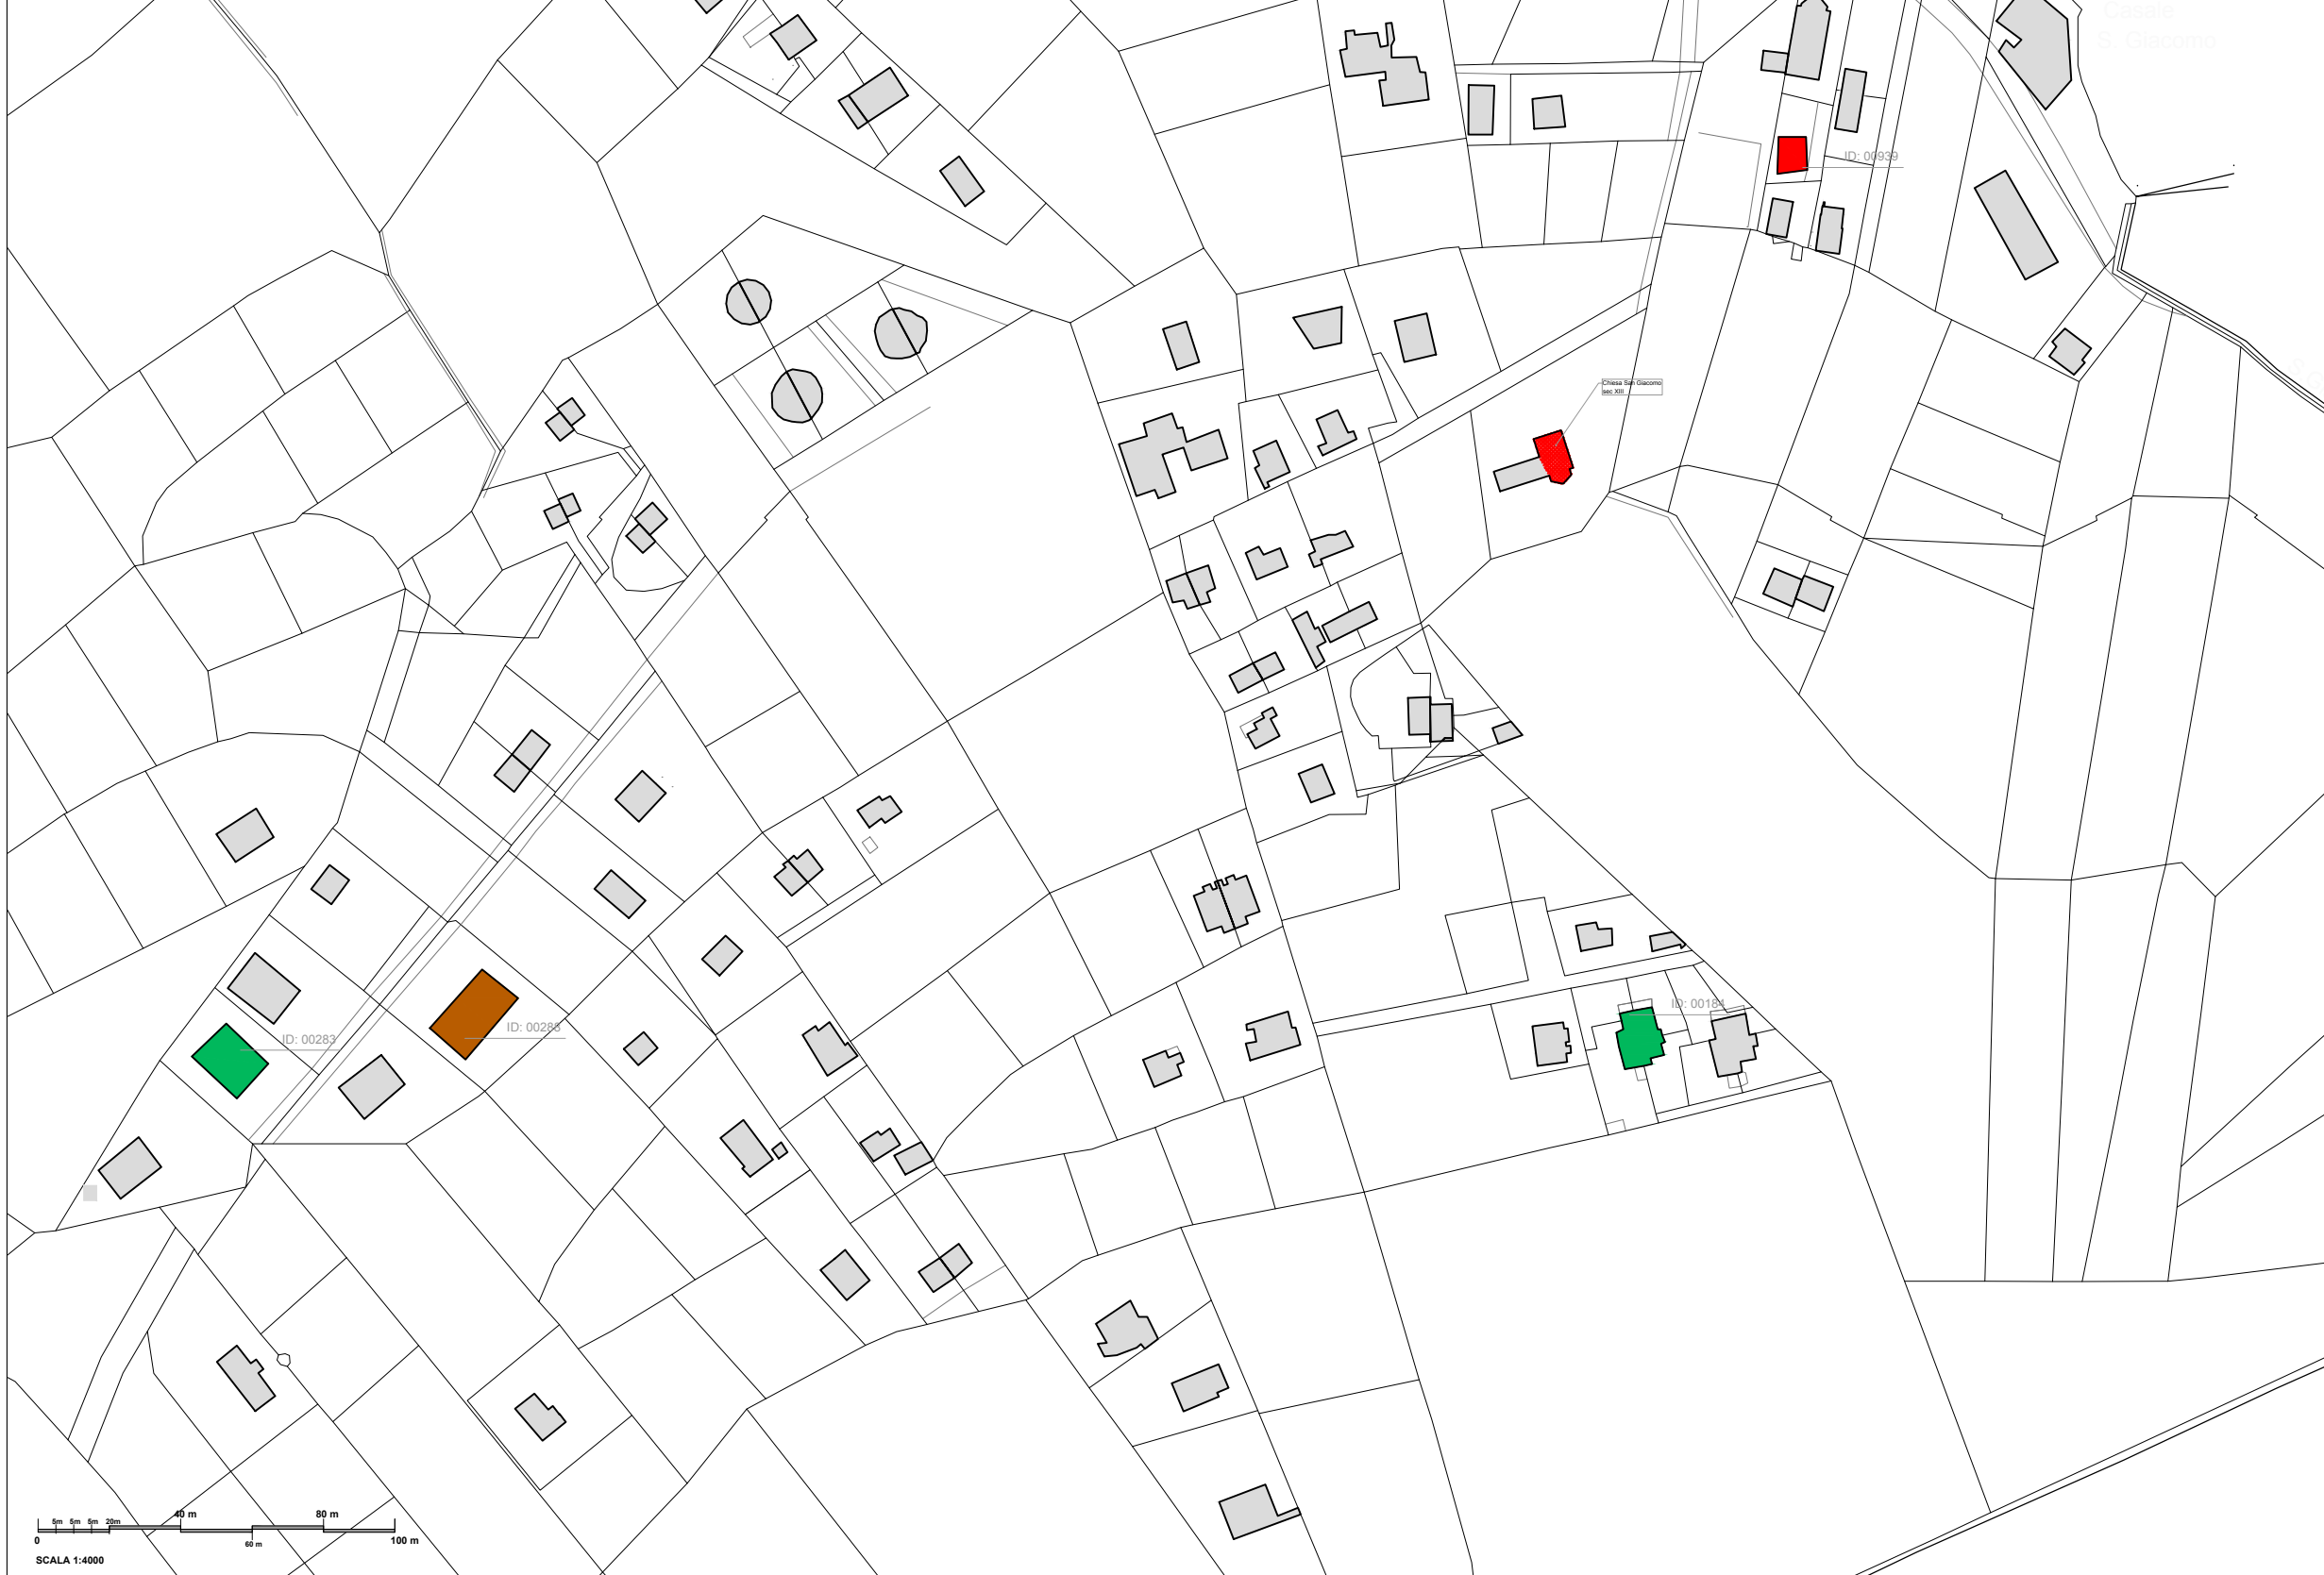 Casale
S. Giacomo
ID: 00939
Chiesa San Giacomo
sec XIII
ID: 00184
ID: 00283
ID: 00288
5m 5m 5m 20m 40 m 80 m
0 60 m 100 m
SCALA 1:4000